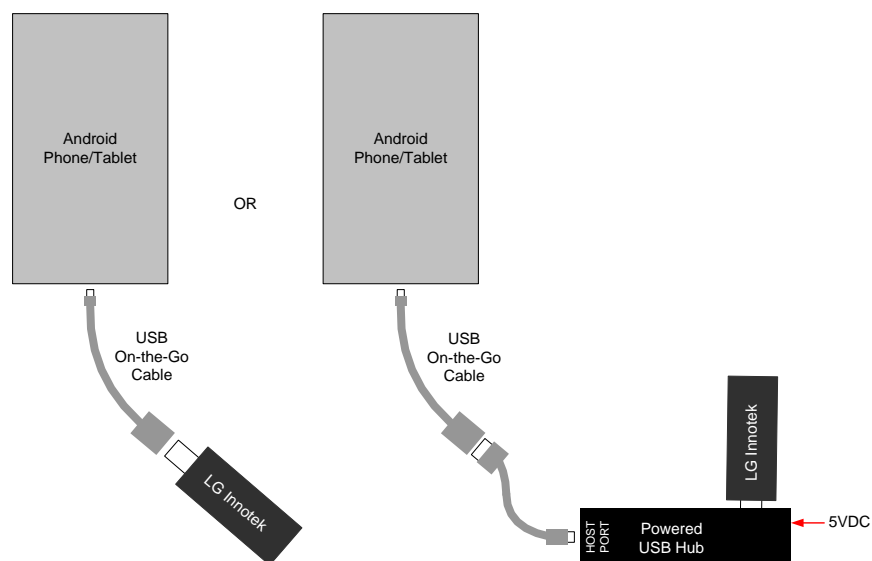 Android
Phone/Tablet
OR
Android
Phone/Tablet
USB
On-the-Go
Cable
USB
On-the-Go
Cable
LG Innotek
LG Innotek
HOST
PORT
Powered
USB Hub
5VDC